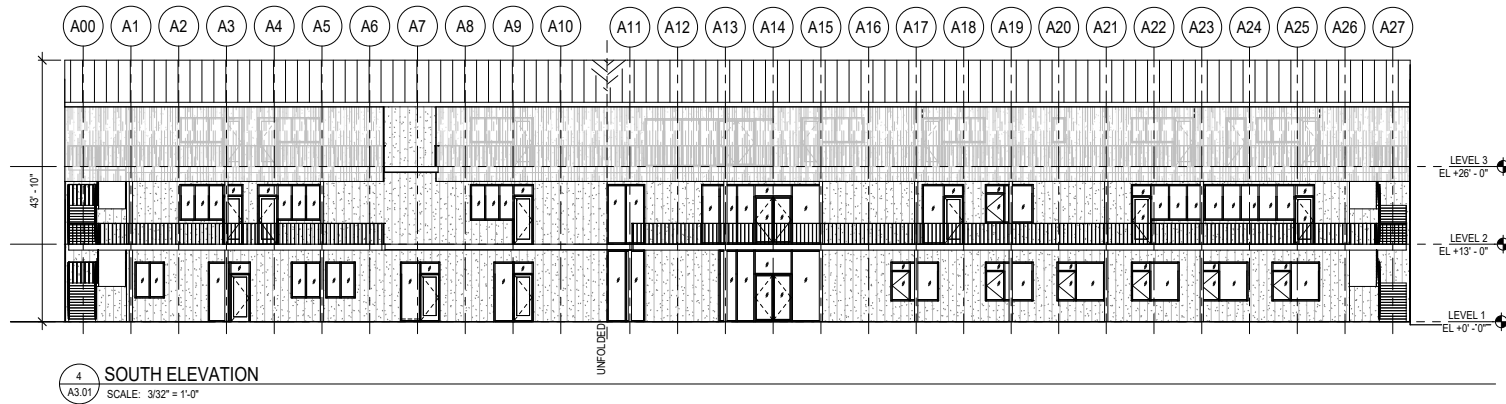 A00 A1 A2 A3 A4 A5 A6 A7 A8 A9 A10 A11 A12 A13 A14 A15 A16 A17 A18 A19 A20 A21 A22 A23 A24 A25 A26 A27
43' - 10"
LEVEL 3
EL +26' - 0"
LEVEL 2
EL +13' - 0"
LEVEL 1
EL +0' - 0"
UNFOLDED
4
A3.01
SOUTH ELEVATION
SCALE: 3/32" = 1'-0"